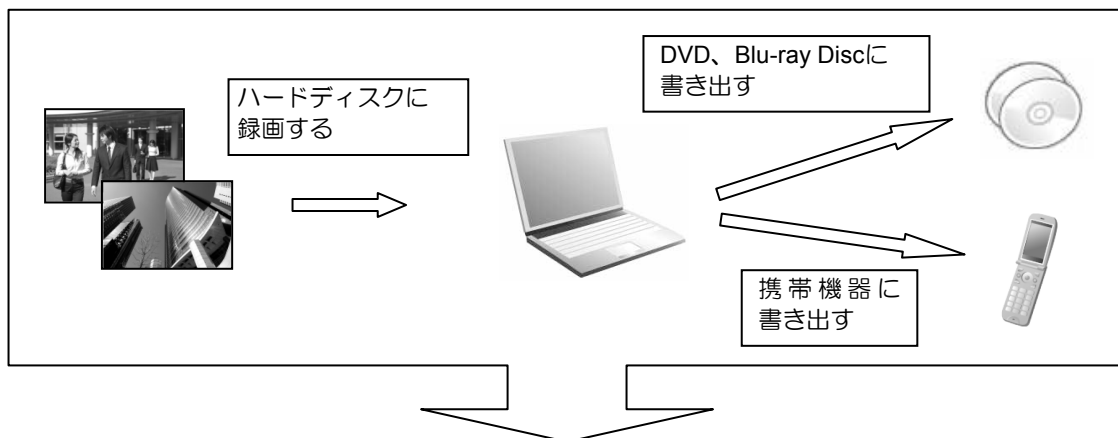 ハードディスクに
録画する
DVD、Blu-ray Discに
書き出す
携帯機器に
書き出す